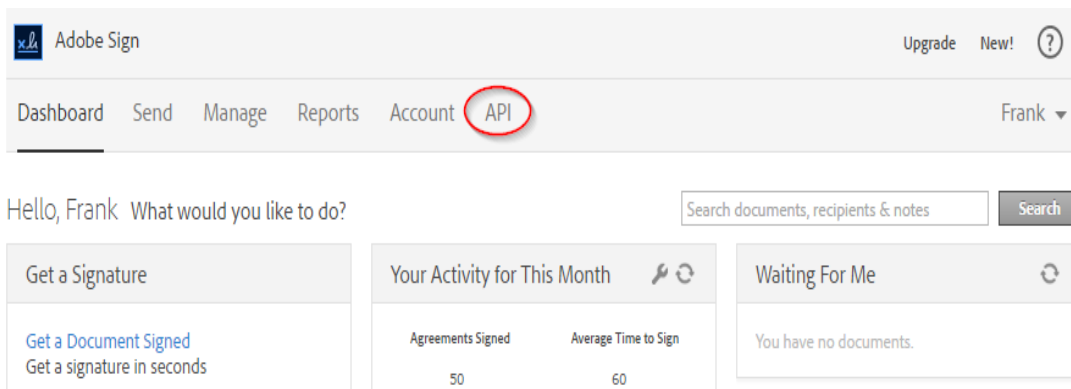 Adobe Sign
Upgrade New! ?
Dashboard Send Manage Reports Account API Frank
Hello, Frank What would you like to do?
Search documents, recipients & notes Search
Get a Signature
Get a Document Signed
Get a signature in seconds
Your Activity for This Month
Agreements Signed Average Time to Sign
50 60
Waiting For Me
You have no documents.